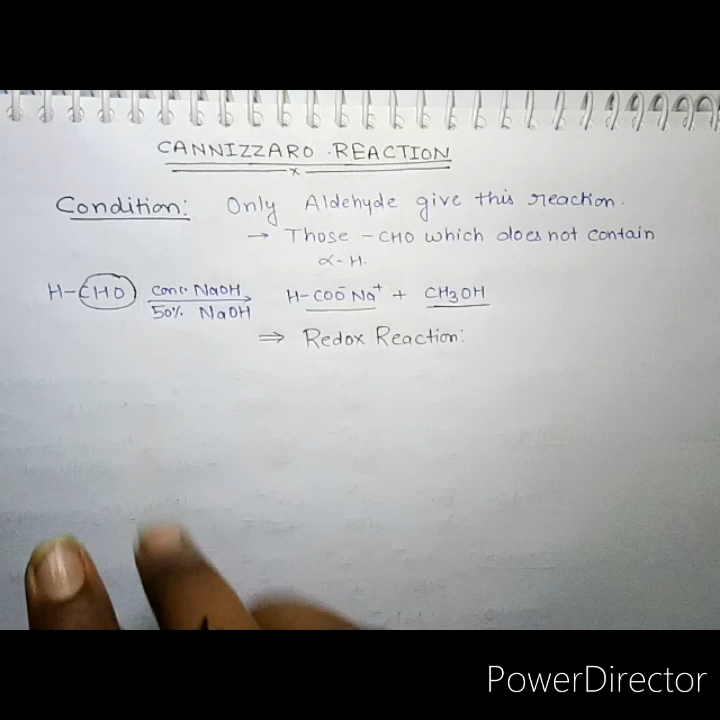 CANNIZZARO REACTION
x
Condition: Only Aldehyde give this reaction.
→ Those - CHO which does not contain
α-H.
H-CHO conc. NaOH / 50% NaOH → H-COO⁻Na⁺ + CH3OH
⇒ Redox Reaction:
PowerDirector